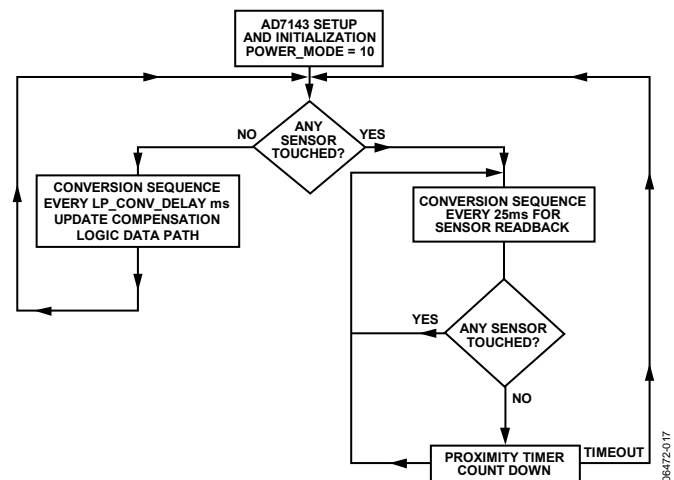 AD7143 SETUP
AND INITIALIZATION
POWER_MODE = 10
ANY
SENSOR
TOUCHED?
NO
YES
CONVERSION SEQUENCE
EVERY LP_CONV_DELAY ms
UPDATE COMPENSATION
LOGIC DATA PATH
CONVERSION SEQUENCE
EVERY 25ms FOR
SENSOR READBACK
YES
ANY SENSOR
TOUCHED?
NO
PROXIMITY TIMER
COUNT DOWN
TIMEOUT
06472-017